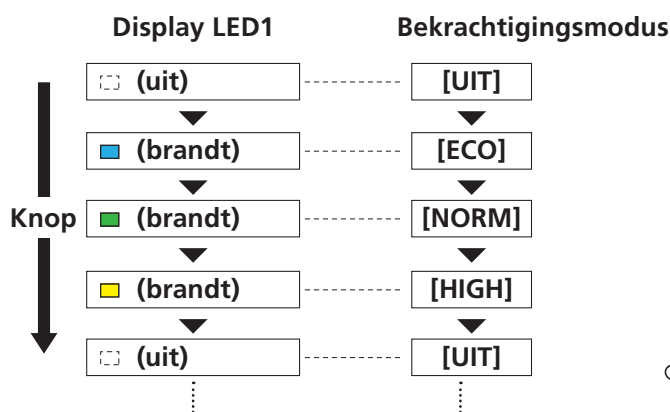 Display LED1 Bekrachtigingsmodus
(uit) [UIT]
(brandt) [ECO]
Knop (brandt) [NORM]
(brandt) [HIGH]
(uit) [UIT]